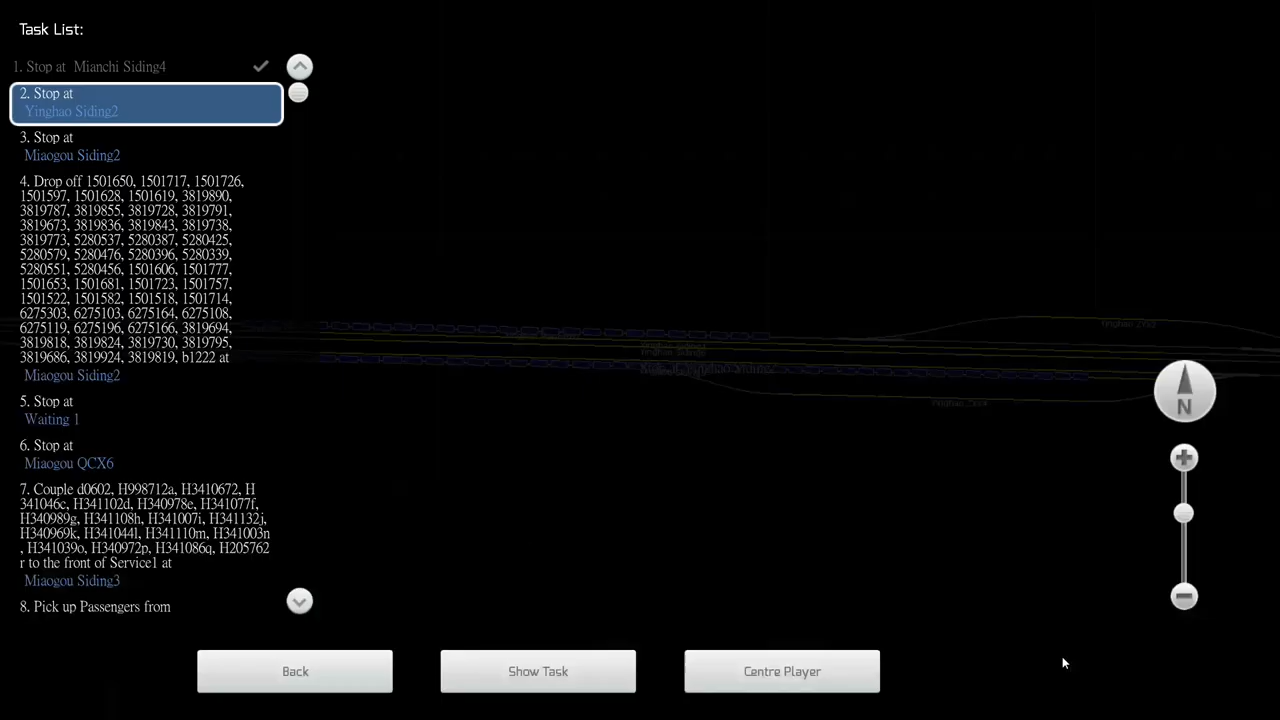 Task List:
1. Stop at  Mianchi Siding4
2. Stop at
Yinghao Siding2
3. Stop at
Miaogou Siding2
4. Drop off 1501650, 1501717, 1501726,
1501597, 1501628, 1501619, 3819890,
3819787, 3819855, 3819728, 3819791,
3819673, 3819836, 3819843, 3819738,
3819773, 5280537, 5280387, 5280425,
5280579, 5280476, 5280396, 5280339,
5280551, 5280456, 1501606, 1501777,
1501653, 1501681, 1501723, 1501757,
1501522, 1501582, 1501518, 1501714,
6275303, 6275103, 6275164, 6275108,
6275119, 6275196, 6275166, 3819694,
3819818, 3819824, 3819730, 3819795,
3819686, 3819924, 3819819, b1222 at
Miaogou Siding2
5. Stop at
Waiting 1
6. Stop at
Miaogou QCX6
7. Couple d0602, H998712a, H3410672, H
341046c, H341102d, H340978e, H341077f,
H340989g, H341108h, H341007i, H341132j,
H340969k, H341044l, H341110m, H341003n
, H341039o, H340972p, H341086q, H205762
r to the front of Service1 at
Miaogou Siding3
8. Pick up Passengers from
N
Back
Show Task
Centre Player